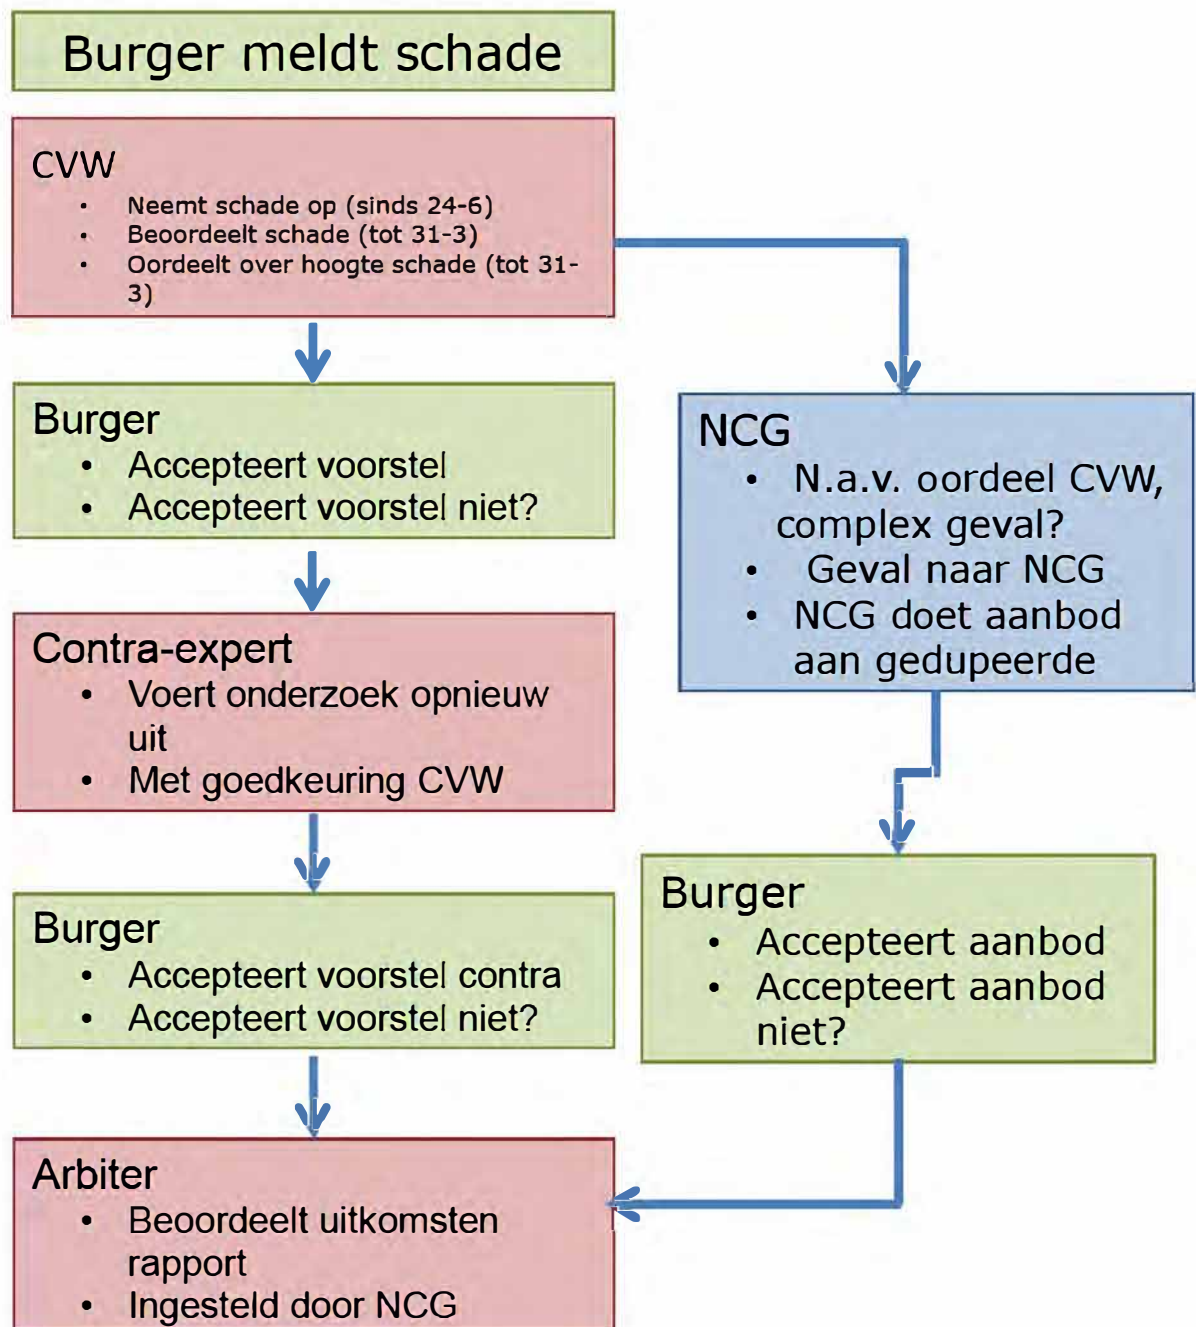 Burger meldt schade
CVW
• Neemt schade op (sinds 24-6)
• Beoordeelt schade (tot 31-3)
• Oordeelt over hoogte schade (tot 31-
3)
Burger
• Accepteert voorstel
• Accepteert voorstel niet?
Contra-expert
• Voert onderzoek opnieuw
uit
• Met goedkeuring CVW
Burger
• Accepteert voorstel contra
• Accepteert voorstel niet?
Arbiter
• Beoordeelt uitkomsten
rapport
• Ingesteld door NCG
NCG
• N.a.v. oordeel CVW,
complex geval?
• Geval naar NCG
• NCG doet aanbod
aan gedupeerde
Burger
• Accepteert aanbod
• Accepteert aanbod
niet?